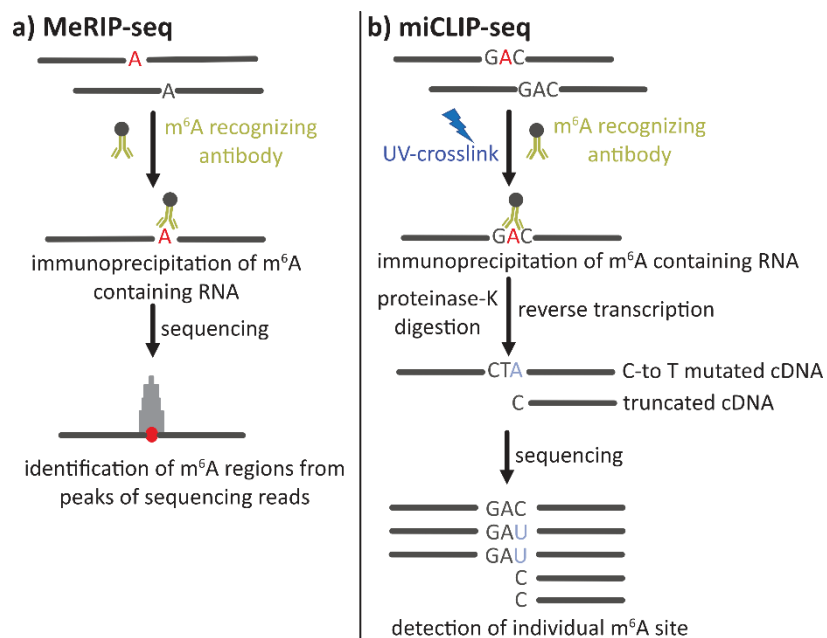 a) MeRIP-seq
A
A
m⁶A recognizing
antibody
A
immunoprecipitation of m⁶A
containing RNA
sequencing
identification of m⁶A regions from
peaks of sequencing reads
b) miCLIP-seq
GAC
GAC
UV-crosslink
m⁶A recognizing
antibody
GAC
immunoprecipitation of m⁶A containing RNA
proteinase-K
digestion
reverse transcription
CTA
C-to T mutated cDNA
C
truncated cDNA
sequencing
GAC
GAU
GAU
C
C
detection of individual m⁶A site